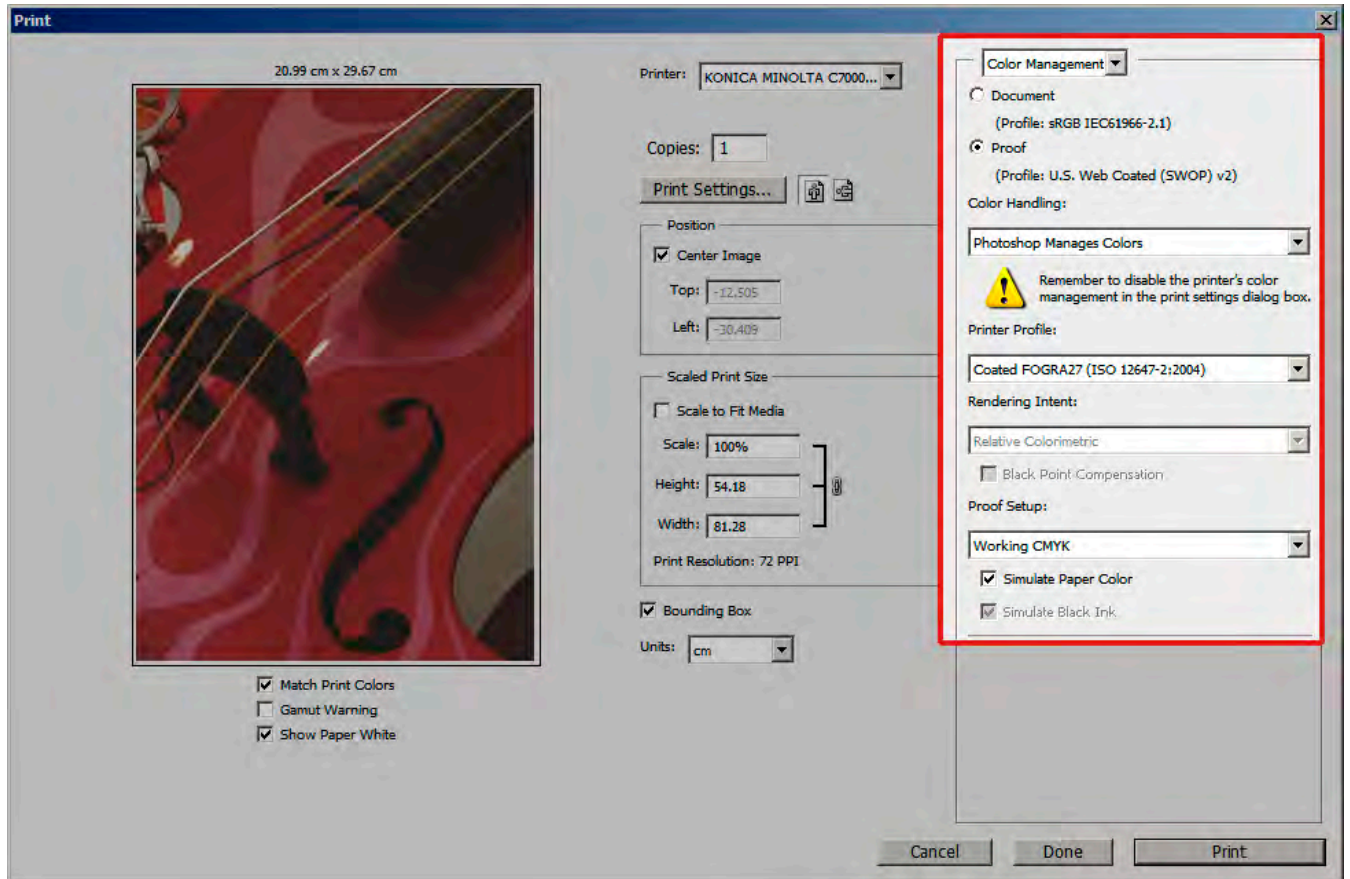 Print
20.99 cm x 29.67 cm
Match Print Colors
Gamut Warning
Show Paper White
Printer: KONICA MINOLTA C7000...
Copies: 1
Print Settings...
Position
Center Image
Top: -12.505
Left: -30.409
Scaled Print Size
Scale to Fit Media
Scale: 100%
Height: 54.18
Width: 81.28
Print Resolution: 72 PPI
Bounding Box
Units: cm
Color Management
Document
(Profile: sRGB IEC61966-2.1)
Proof
(Profile: U.S. Web Coated (SWOP) v2)
Color Handling:
Photoshop Manages Colors
Remember to disable the printer's color
management in the print settings dialog box.
Printer Profile:
Coated FOGRA27 (ISO 12647-2:2004)
Rendering Intent:
Relative Colorimetric
Black Point Compensation
Proof Setup:
Working CMYK
Simulate Paper Color
Simulate Black Ink
Cancel
Done
Print